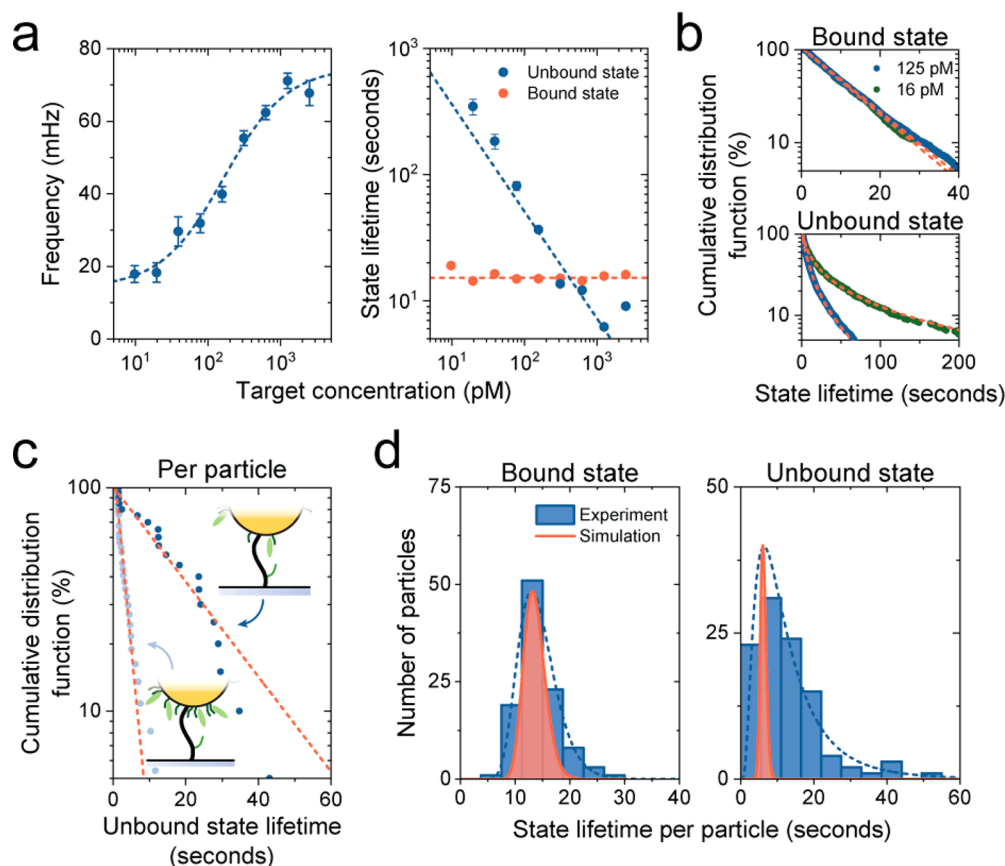 a
80
60
40
20
0
Frequency (mHz)
10¹
10²
10³
10³
10²
10¹
State lifetime (seconds)
Unbound state
Bound state
10¹
10²
10³
Target concentration (pM)
b
Bound state
100
10
125 pM
16 pM
0
20
40
Unbound state
100
10
0
100
200
Cumulative distribution
function (%)
State lifetime (seconds)
c
Per particle
100
10
Cumulative distribution
function (%)
0
20
40
60
Unbound state lifetime
(seconds)
d
Bound state
75
50
25
0
Number of particles
Experiment
Simulation
0
10
20
30
40
Unbound state
50
25
0
0
20
40
60
State lifetime per particle (seconds)